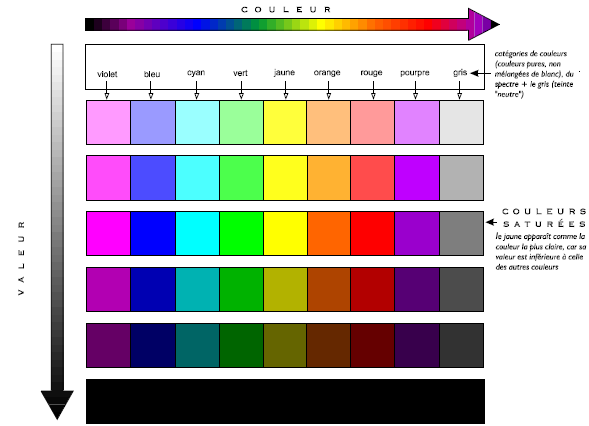 COULEUR
catégories de couleurs
(couleurs pures, non
mélangées de blanc), du
spectre + le gris (teinte
"neutre")
violet bleu cyan vert jaune orange rouge pourpre gris
VALEUR
COULEURS
SATURÉES
le jaune apparaît comme la
couleur la plus claire, car sa
valeur est inférieure à celle
des autres couleurs